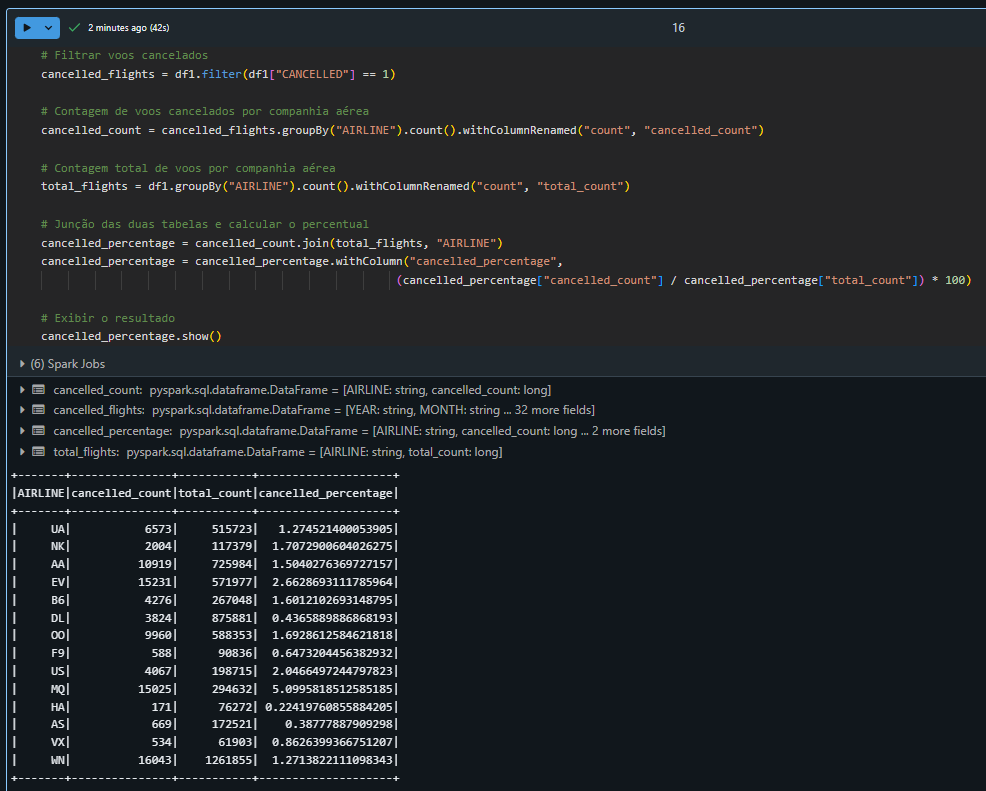 2 minutes ago (42s)
16
# Filtrar voos cancelados
cancelled_flights = df1.filter(df1["CANCELLED"] == 1)
# Contagem de voos cancelados por companhia aérea
cancelled_count = cancelled_flights.groupBy("AIRLINE").count().withColumnRenamed("count", "cancelled_count")
# Contagem total de voos por companhia aérea
total_flights = df1.groupBy("AIRLINE").count().withColumnRenamed("count", "total_count")
# Junção das duas tabelas e calcular o percentual
cancelled_percentage = cancelled_count.join(total_flights, "AIRLINE")
cancelled_percentage = cancelled_percentage.withColumn("cancelled_percentage",
(cancelled_percentage["cancelled_count"] / cancelled_percentage["total_count"]) * 100)
# Exibir o resultado
cancelled_percentage.show()
(6) Spark Jobs
cancelled_count: pyspark.sql.dataframe.DataFrame = [AIRLINE: string, cancelled_count: long]
cancelled_flights: pyspark.sql.dataframe.DataFrame = [YEAR: string, MONTH: string ... 32 more fields]
cancelled_percentage: pyspark.sql.dataframe.DataFrame = [AIRLINE: string, cancelled_count: long ... 2 more fields]
total_flights: pyspark.sql.dataframe.DataFrame = [AIRLINE: string, total_count: long]
+-------+---------------+-----------+--------------------+
|AIRLINE|cancelled_count|total_count|cancelled_percentage|
+-------+---------------+-----------+--------------------+
|     UA|           6573|     515723|   1.274521400053905|
|     NK|           2004|     117379|  1.7072900604026275|
|     AA|          10919|     725984|  1.5040276369727157|
|     EV|          15231|     571977|  2.6628693111785964|
|     B6|           4276|     267048|  1.6012102693148795|
|     DL|           3824|     875881|  0.4365889886868193|
|     OO|           9960|     588353|  1.6928612584621818|
|     F9|            588|      90836|  0.6473204456382932|
|     US|           4067|     198715|  2.0466497244797823|
|     MQ|          15025|     294632|  5.0995818512585185|
|     HA|            171|      76272| 0.22419760855884205|
|     AS|            669|     172521|    0.38777887909298|
|     VX|            534|      61903|  0.8626399366751207|
|     WN|          16043|    1261855|  1.2713822111098343|
+-------+---------------+-----------+--------------------+